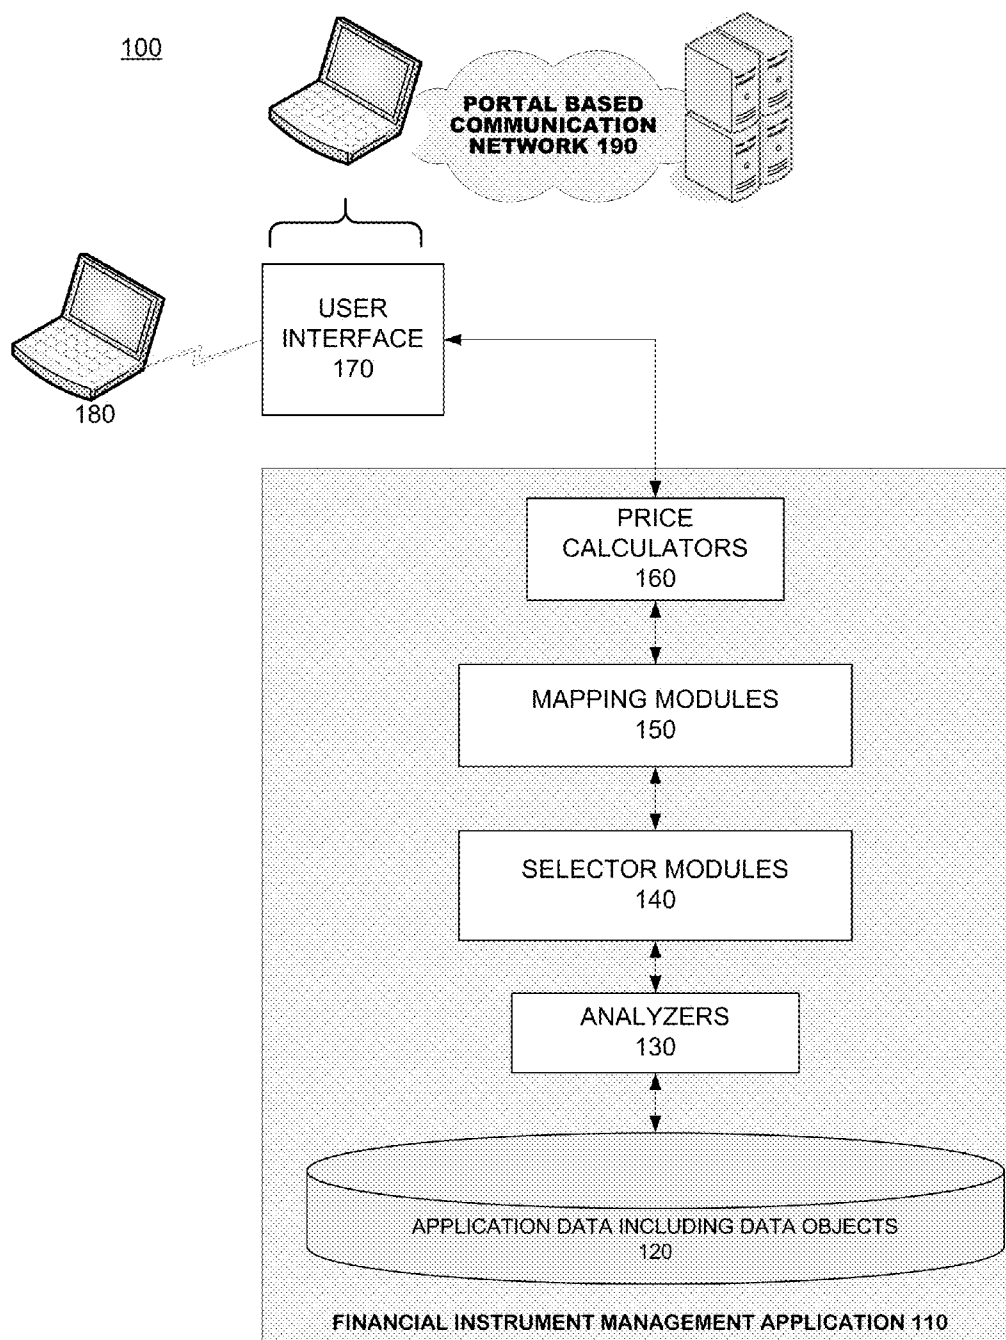 100
PORTAL BASED
COMMUNICATION
NETWORK 190
USER
INTERFACE
170
180
PRICE
CALCULATORS
160
MAPPING MODULES
150
SELECTOR MODULES
140
ANALYZERS
130
APPLICATION DATA INCLUDING DATA OBJECTS
120
FINANCIAL INSTRUMENT MANAGEMENT APPLICATION 110